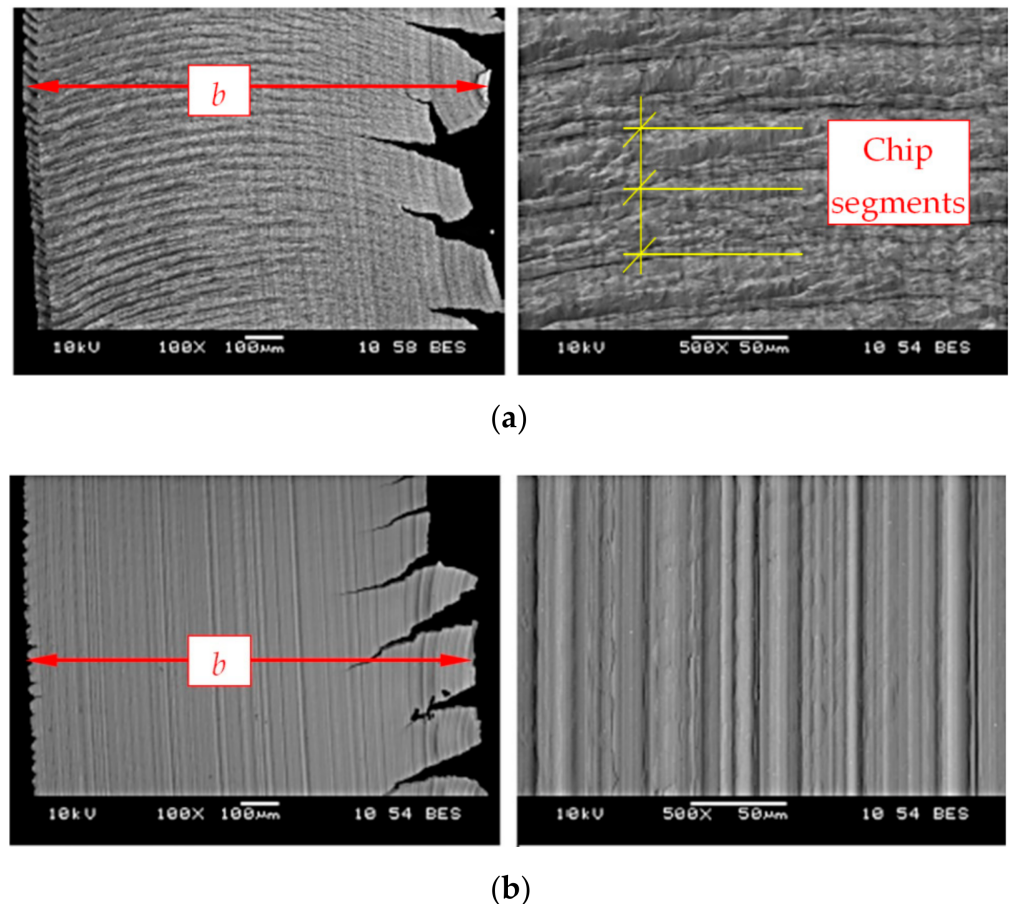 b
Chip
segments
10kV 100X 100μm 10 58 BES
10kV 500X 50μm 10 54 BES
(a)
b
10kV 100X 100μm 10 54 BES
10kV 500X 50μm 10 54 BES
(b)